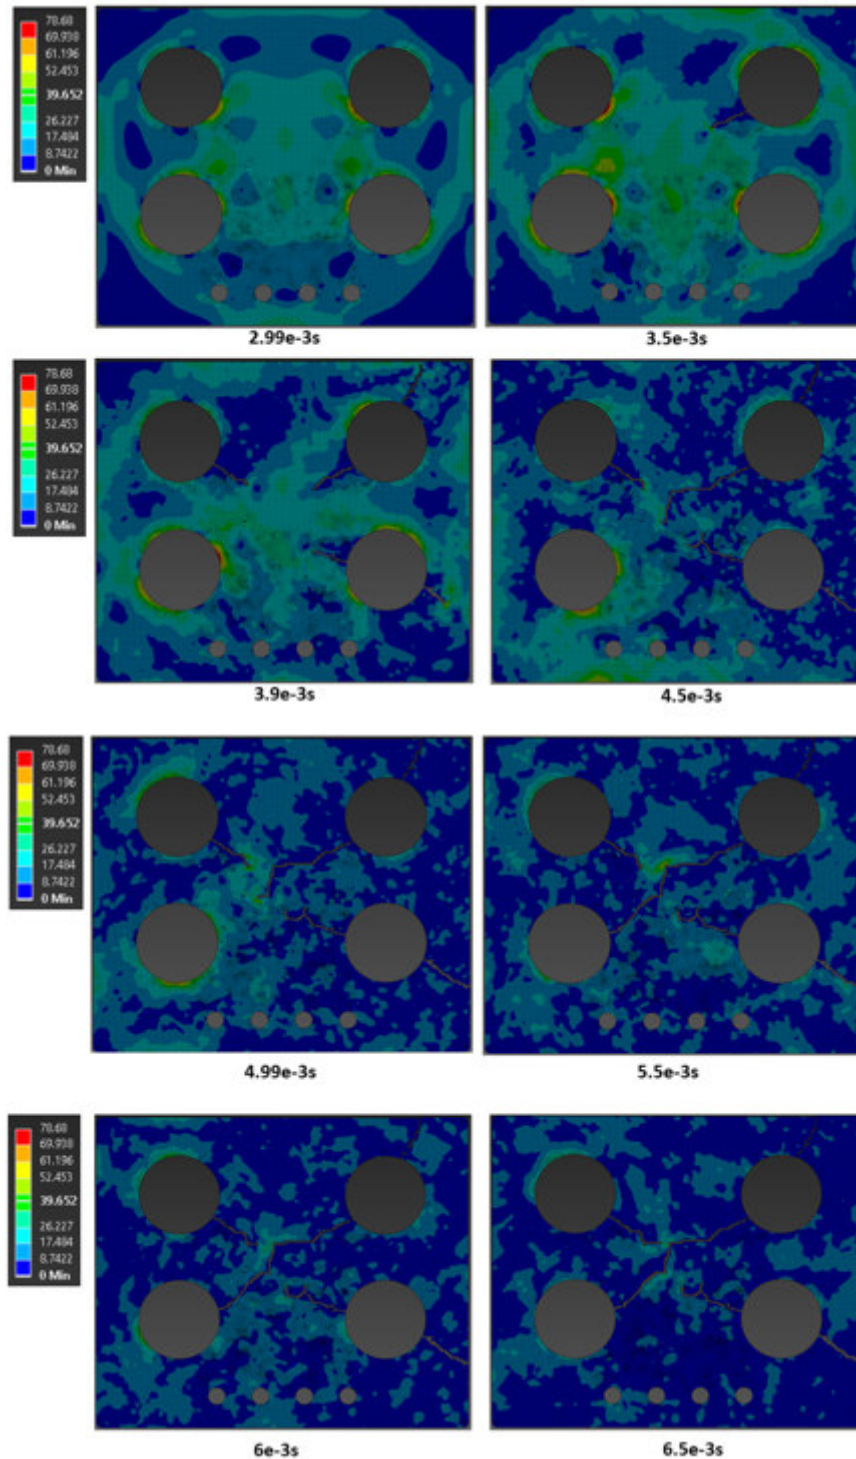 78.68
69.938
61.196
52.453
39.652
26.227
17.484
8.7422
0 Min
2.99e-3s
3.5e-3s
78.68
69.938
61.196
52.453
39.652
26.227
17.484
8.7422
0 Min
3.9e-3s
4.5e-3s
78.68
69.938
61.196
52.453
39.652
26.227
17.484
8.7422
0 Min
4.99e-3s
5.5e-3s
78.68
69.938
61.196
52.453
39.652
26.227
17.484
8.7422
0 Min
6e-3s
6.5e-3s